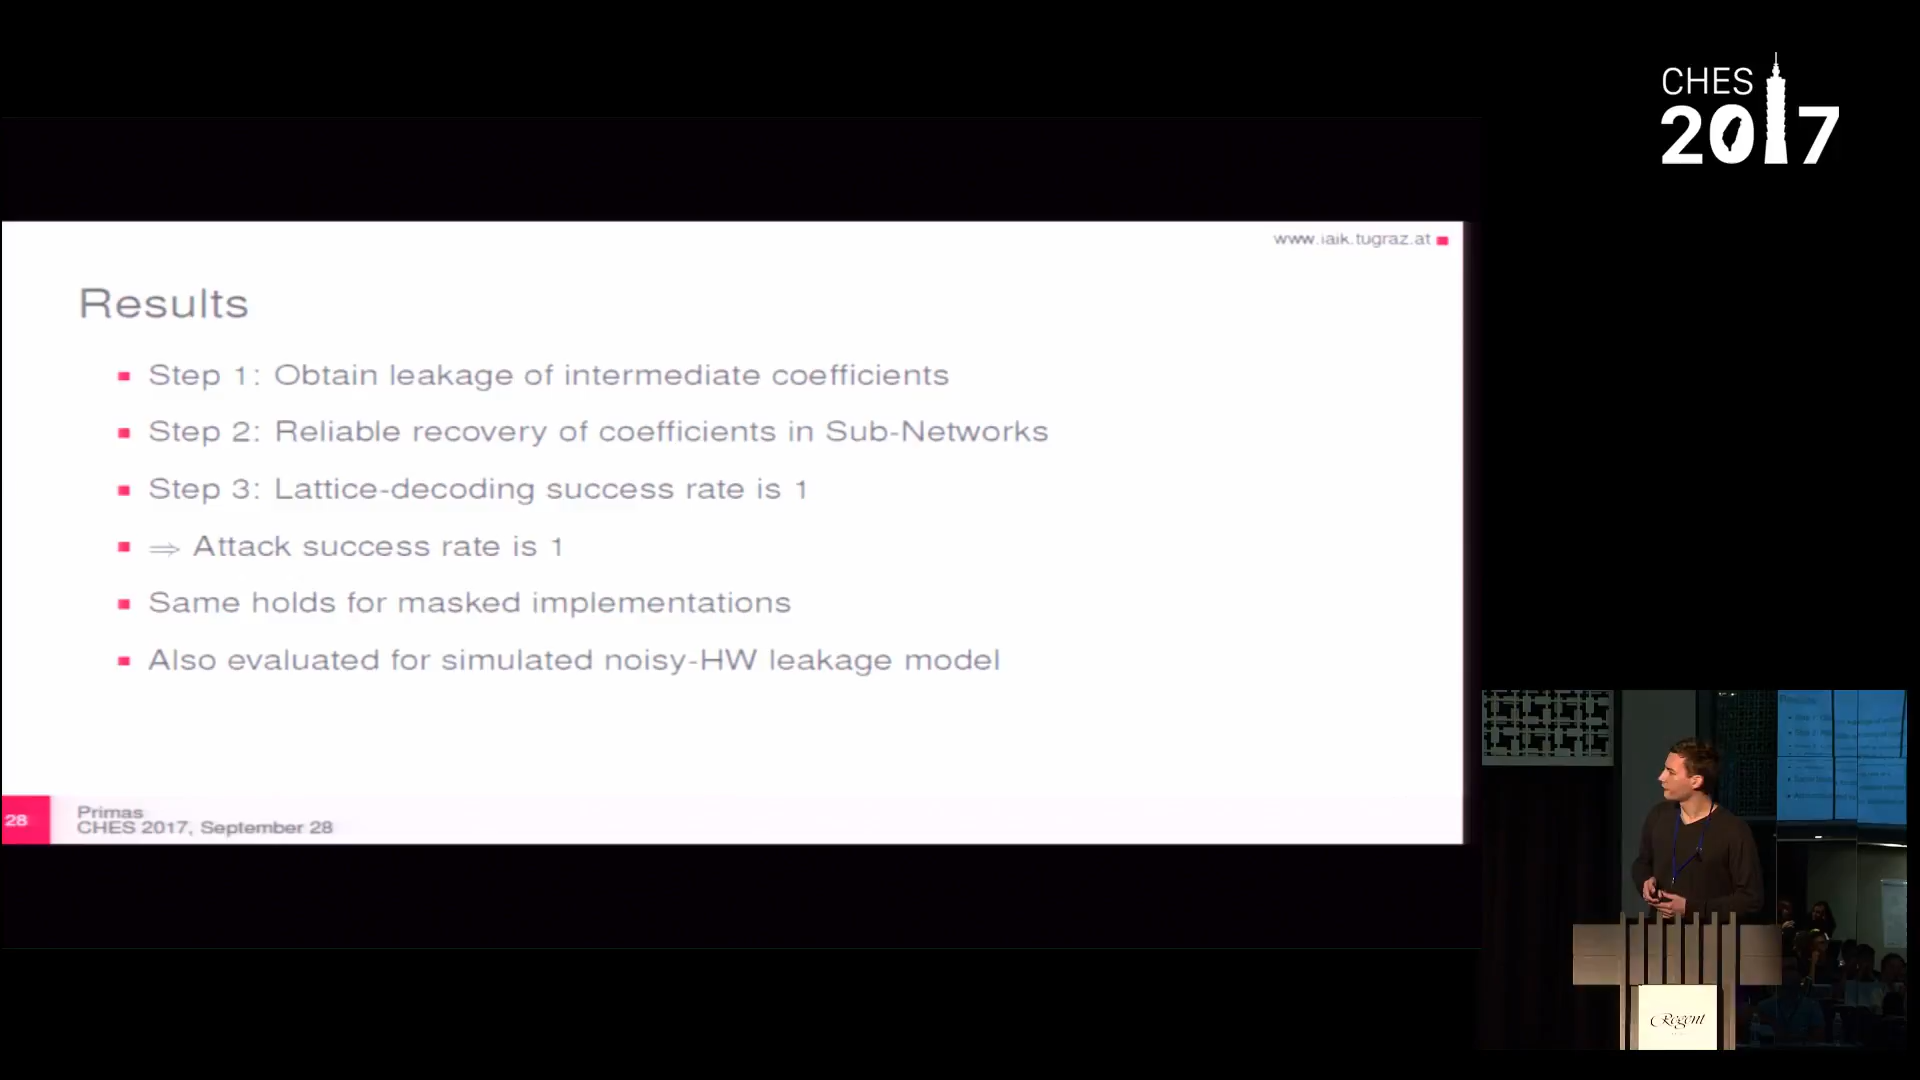 CHES
2017
www.iaik.tugraz.at
Results
Step 1: Obtain leakage of intermediate coefficients
Step 2: Reliable recovery of coefficients in Sub-Networks
Step 3: Lattice-decoding success rate is 1
⇒ Attack success rate is 1
Same holds for masked implementations
Also evaluated for simulated noisy-HW leakage model
28
Primas
CHES 2017, September 28
Regent